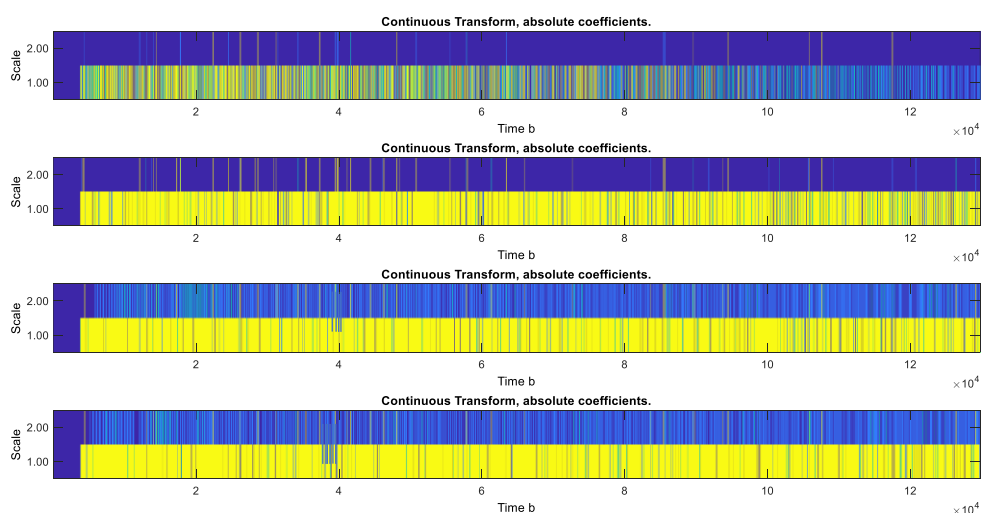 Continuous Transform, absolute coefficients.
Scale
2.00
1.00
2 4 6 8 10 12
Time b
×10^4
Continuous Transform, absolute coefficients.
Scale
2.00
1.00
2 4 6 8 10 12
Time b
×10^4
Continuous Transform, absolute coefficients.
Scale
2.00
1.00
2 4 6 8 10 12
Time b
×10^4
Continuous Transform, absolute coefficients.
Scale
2.00
1.00
2 4 6 8 10 12
Time b
×10^4